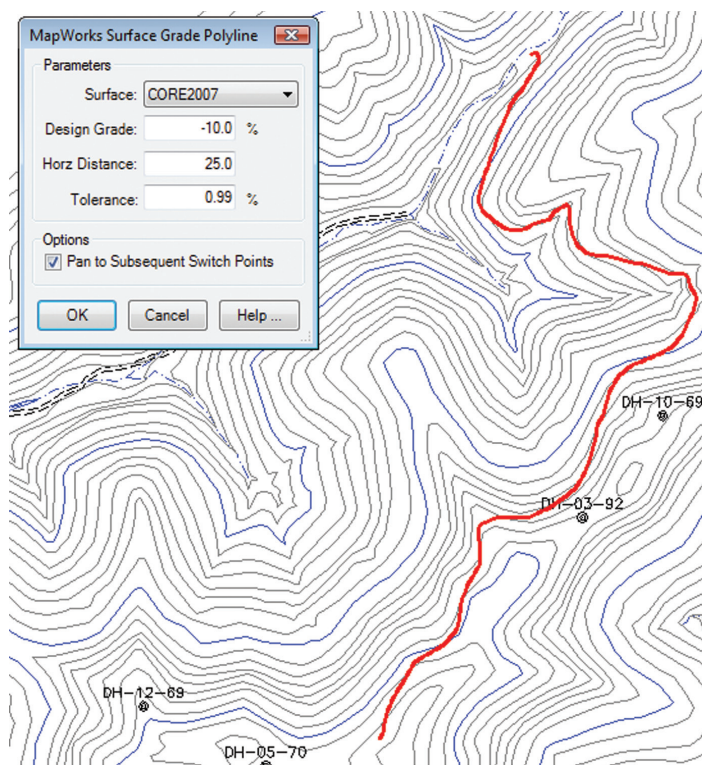 MapWorks Surface Grade Polyline
Parameters
Surface: CORE2007
Design Grade: -10.0 %
Horz Distance: 25.0
Tolerance: 0.99 %
Options
Pan to Subsequent Switch Points
OK Cancel Help ...
DH-10-69
DH-03-92
DH-12-69
DH-05-70